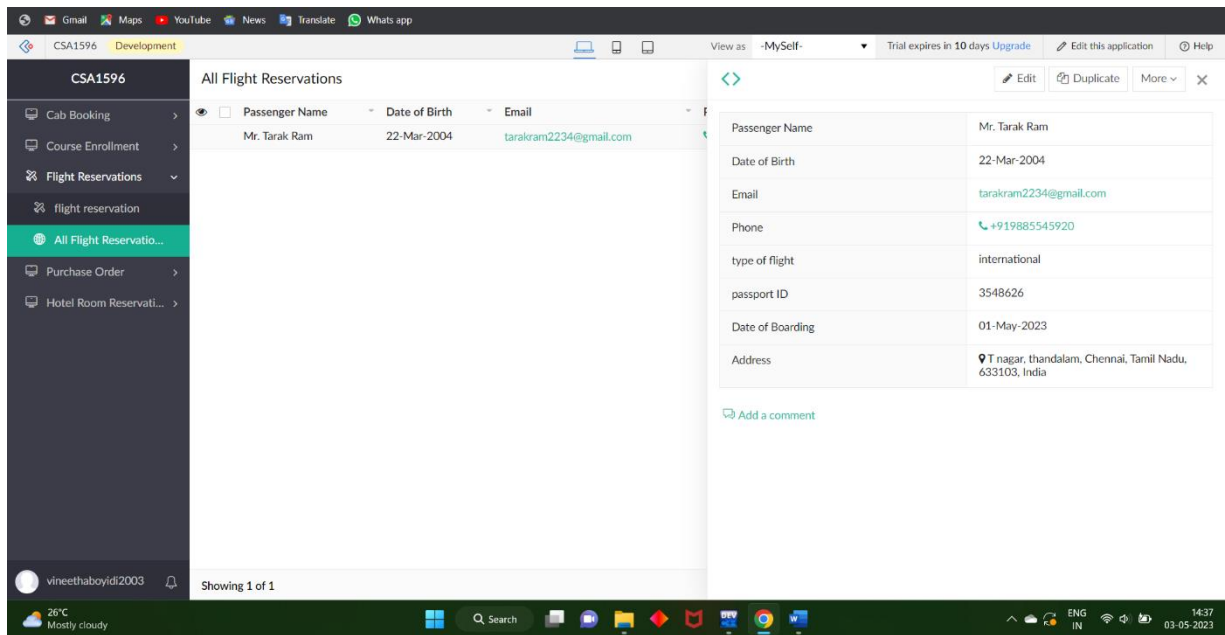 Gmail Maps YouTube News Translate Whats app
CSA1596 Development View as -MySelf- Trial expires in 10 days Upgrade Edit this application Help
CSA1596
Cab Booking
Course Enrollment
Flight Reservations
flight reservation
All Flight Reservatio...
Purchase Order
Hotel Room Reservati...
vineethaboyidi2003
All Flight Reservations
Passenger Name Date of Birth Email
Mr. Tarak Ram 22-Mar-2004 tarakram2234@gmail.com
Showing 1 of 1
<> Edit Duplicate More
Passenger Name Mr. Tarak Ram
Date of Birth 22-Mar-2004
Email tarakram2234@gmail.com
Phone +919885545920
type of flight international
passport ID 3548626
Date of Boarding 01-May-2023
Address T nagar, thandalam, Chennai, Tamil Nadu,
633103, India
Add a comment
26°C
Mostly cloudy
Search
DEV
ENG
IN
14:37
03-05-2023